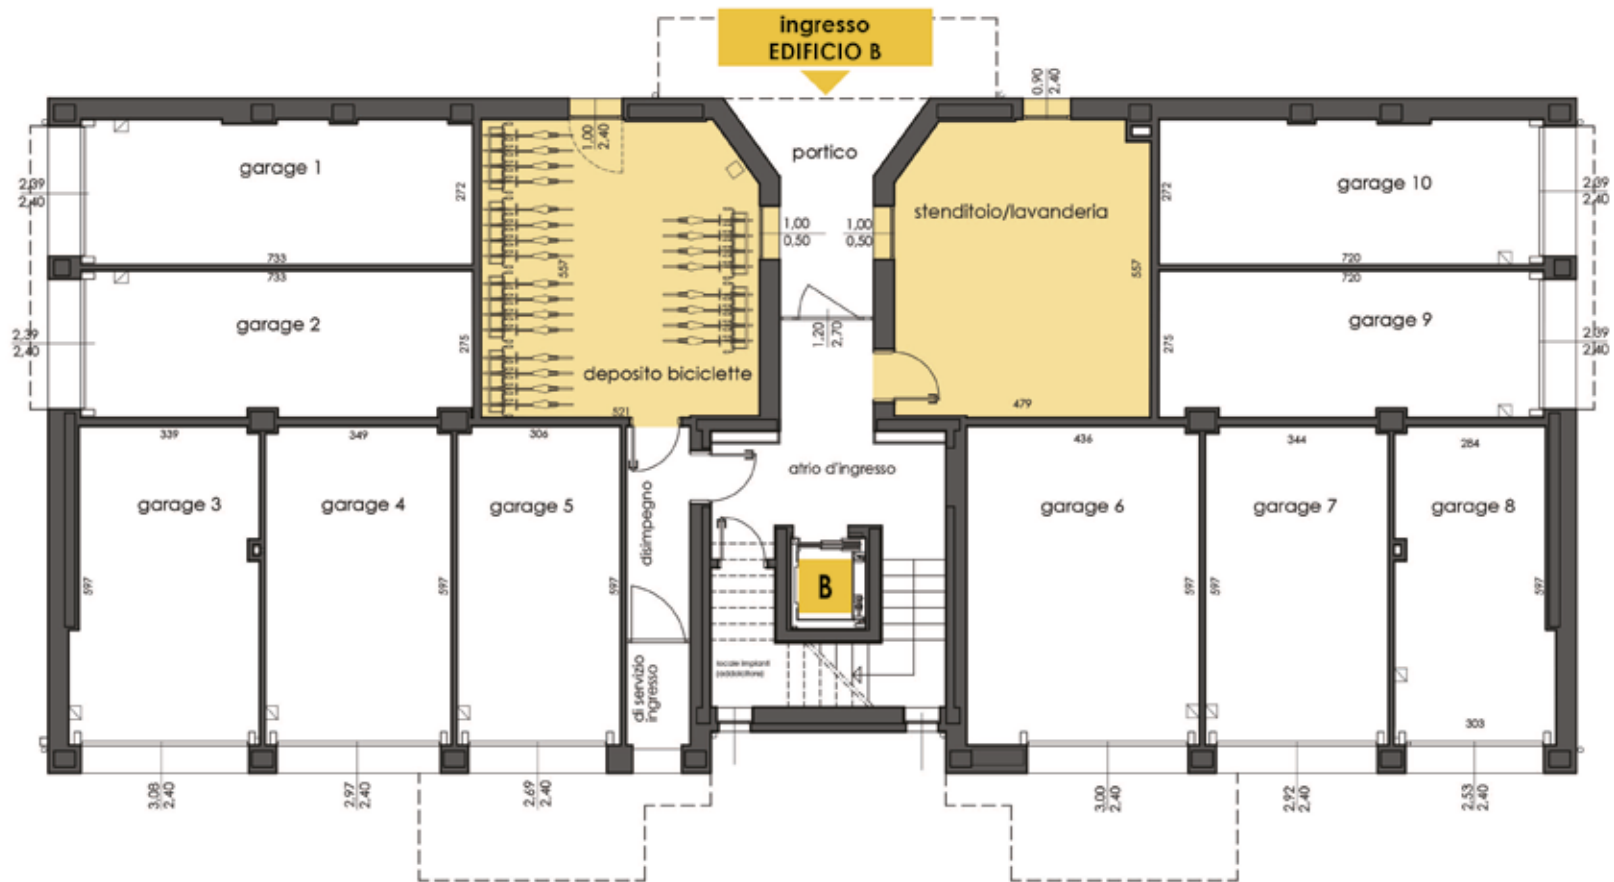 ingresso
EDIFICIO B
0,90
2,40
1,00
2,40
garage 1
portico
garage 10
272
272
2,39
2,40
2,39
2,40
stenditoio/lavanderia
1,00
0,50
1,00
0,50
733
733
557
557
720
720
garage 2
garage 9
275
275
2,39
2,40
2,39
2,40
1,20
2,70
deposito biciclette
521
479
339
349
306
436
344
284
atrio d'ingresso
garage 3
garage 4
garage 5
disimpegno
garage 6
garage 7
garage 8
597
597
597
597
597
597
B
locale impianti
(addolcitore)
di servizio
ingresso
303
3,08
2,40
2,97
2,40
2,69
2,40
3,00
2,40
2,92
2,40
2,53
2,40